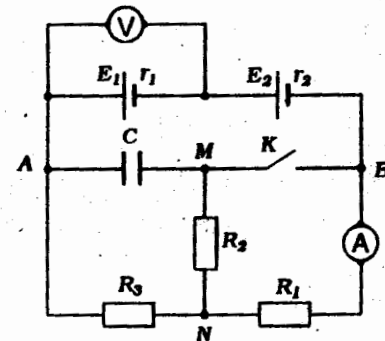 V
E₁ r₁ E₂ r₂
C
A M K B
A
R₂
R₃ R₁
N